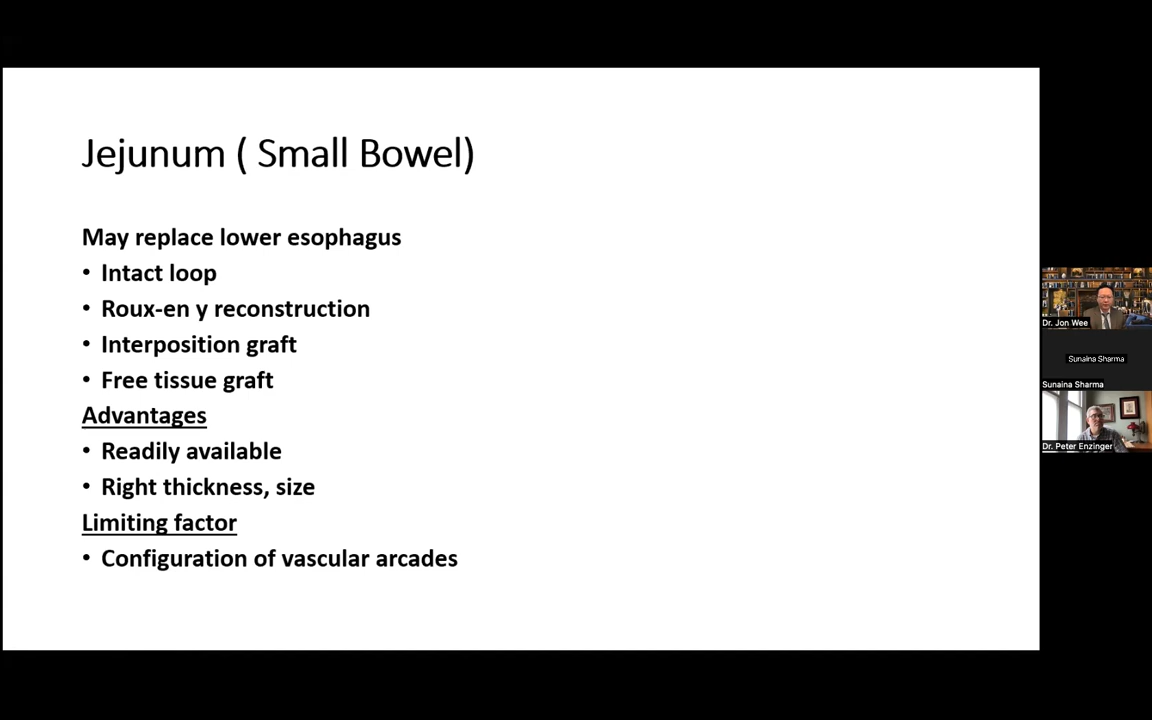 Jejunum ( Small Bowel)
May replace lower esophagus
• Intact loop
• Roux-en y reconstruction
• Interposition graft
• Free tissue graft
Advantages
• Readily available
• Right thickness, size
Limiting factor
• Configuration of vascular arcades
Dr. Jon Wee
Sunaina Sharma
Sunaina Sharma
Dr. Peter Enzinger